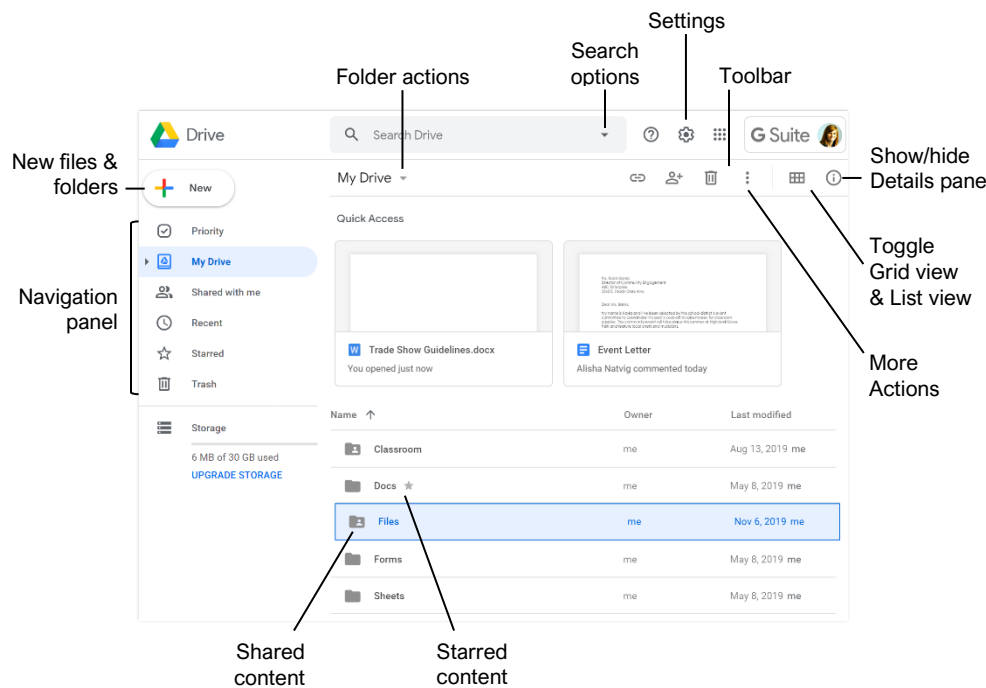 Settings
Search
options
Folder actions
Toolbar
Drive
Search Drive
G Suite
New files &
folders
New
My Drive
Show/hide
Details pane
Quick Access
Navigation
panel
Priority
My Drive
Shared with me
Recent
Starred
Trash
Toggle
Grid view
& List view
Dear Ms. Banks,
W Trade Show Guidelines.docx
You opened just now
Event Letter
Alisha Natvig commented today
More
Actions
Storage
6 MB of 30 GB used
UPGRADE STORAGE
Name Owner Last modified
Classroom me Aug 13, 2019 me
Docs me May 8, 2019 me
Files me Nov 6, 2019 me
Forms me May 8, 2019 me
Sheets me May 8, 2019 me
Shared
content
Starred
content